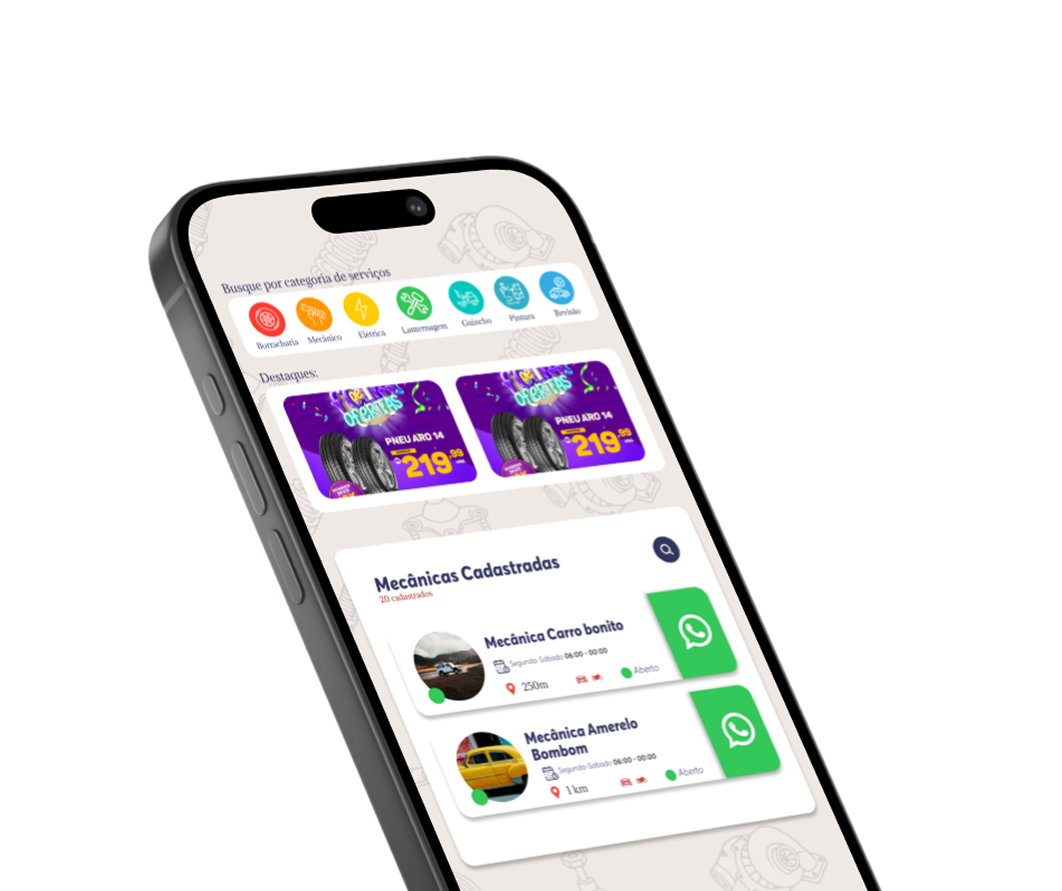 Busque por categoria de serviços
Borracharia Mecânico Elétrica Lanternagem Guincho Pintura Revisão
Destaques:
OFERTAS OFERTAS
PNEU ARO 14 PNEU ARO 14
219,99 219,99
Mecânicas Cadastradas
20 cadastrados
Mecânica Carro bonito
Segunda-Sábado 06:00 - 00:00
250m Aberto
Mecânica Amerelo
Bombom
Segunda-Sábado 06:00 - 00:00
1 km Aberto